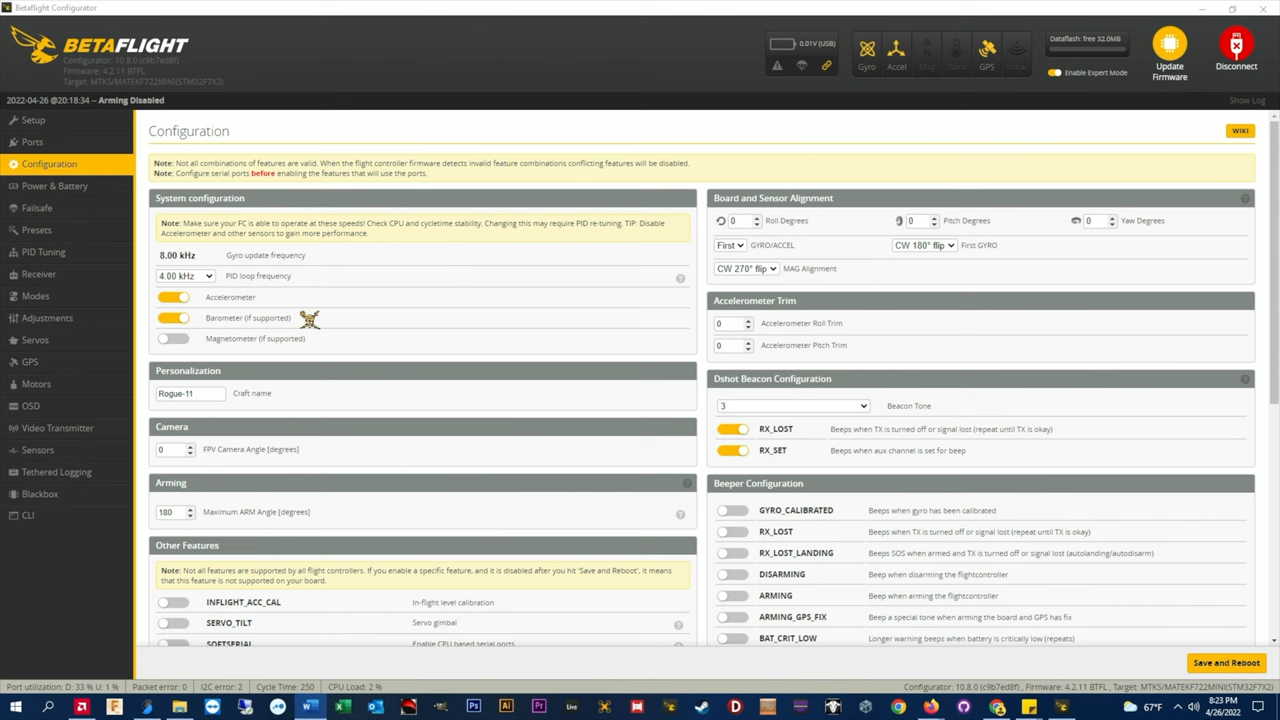 Betaflight Configurator
BETAFLIGHT
Configurator: 10.8.0 (c9b7ed8f)
Firmware: 4.2.11 BTFL
Target: MTKS/MATEKF722MINI(STM32F7X2)
0.01V (USB)
Gyro
Accel
Mag
Baro
GPS
Sonar
Dataflash: free 32.0MB
Enable Expert Mode
Update
Firmware
Disconnect
2022-04-26 @20:18:34 -- Arming Disabled
Show Log
Setup
Ports
Configuration
Power & Battery
Failsafe
Presets
PID Tuning
Receiver
Modes
Adjustments
Servos
GPS
Motors
OSD
Video Transmitter
Sensors
Tethered Logging
Blackbox
CLI
Configuration
WIKI
Note: Not all combinations of features are valid. When the flight controller firmware detects invalid feature combinations conflicting features will be disabled.
Note: Configure serial ports before enabling the features that will use the ports.
System configuration
Note: Make sure your FC is able to operate at these speeds! Check CPU and cycletime stability. Changing this may require PID re-tuning. TIP: Disable
Accelerometer and other sensors to gain more performance.
8.00 kHz Gyro update frequency
4.00 kHz PID loop frequency
Accelerometer
Barometer (if supported)
Magnetometer (if supported)
Personalization
Rogue-11 Craft name
Camera
0 FPV Camera Angle [degrees]
Arming
180 Maximum ARM Angle [degrees]
Other Features
Note: Not all features are supported by all flight controllers. If you enable a specific feature, and it is disabled after you hit 'Save and Reboot', it means
that this feature is not supported on your board.
INFLIGHT_ACC_CAL In-flight level calibration
SERVO_TILT Servo gimbal
SOFTSERIAL Enable CPU based serial ports
Board and Sensor Alignment
0 Roll Degrees 0 Pitch Degrees 0 Yaw Degrees
First GYRO/ACCEL CW 180° flip First GYRO
CW 270° flip MAG Alignment
Accelerometer Trim
0 Accelerometer Roll Trim
0 Accelerometer Pitch Trim
Dshot Beacon Configuration
3 Beacon Tone
RX_LOST Beeps when TX is turned off or signal lost (repeat until TX is okay)
RX_SET Beeps when aux channel is set for beep
Beeper Configuration
GYRO_CALIBRATED Beeps when gyro has been calibrated
RX_LOST Beeps when TX is turned off or signal lost (repeat until TX is okay)
RX_LOST_LANDING Beeps SOS when armed and TX is turned off or signal lost (autolanding/autodisarm)
DISARMING Beep when disarming the flightcontroller
ARMING Beep when arming the flightcontroller
ARMING_GPS_FIX Beep a special tone when arming the board and GPS has fix
BAT_CRIT_LOW Longer warning beeps when battery is critically low (repeats)
Save and Reboot
Port utilization: D: 33 % U: 1 % Packet error: 0 I2C error: 2 Cycle Time: 250 CPU Load: 2 %
Configurator: 10.8.0 (c9b7ed8f) , Firmware: 4.2.11 BTFL , Target: MTKS/MATEKF722MINI(STM32F7X2)
Ps
Ai
Pr
Live
67°F
8:23 PM
4/26/2022